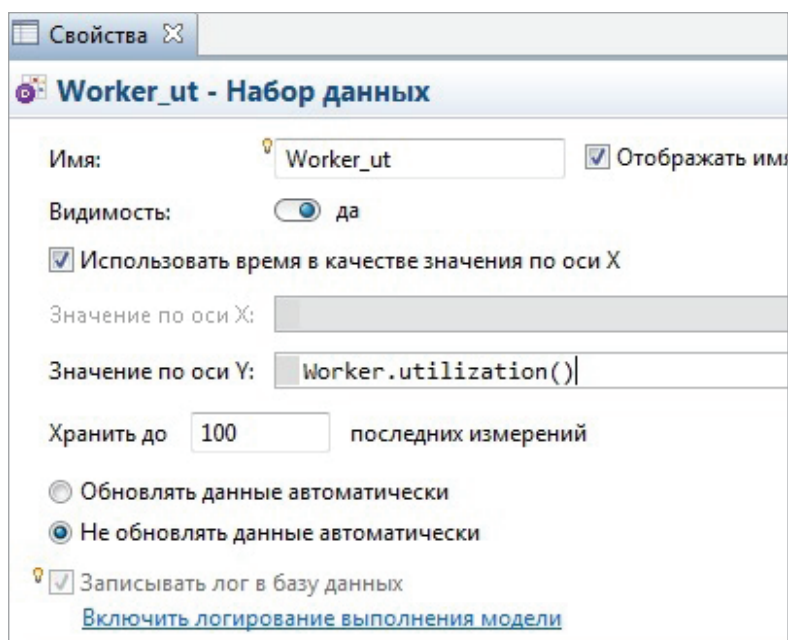 Свойства
Worker_ut - Набор данных
Имя: Worker_ut Отображать имя
Видимость: да
Использовать время в качестве значения по оси X
Значение по оси X:
Значение по оси Y: Worker.utilization()
Хранить до 100 последних измерений
Обновлять данные автоматически
Не обновлять данные автоматически
Записывать лог в базу данных
Включить логирование выполнения модели